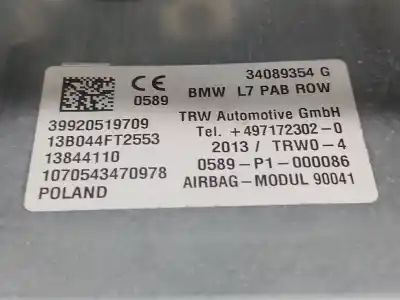 34089354 G
CE BMW L7 PAB ROW
0589
39920519709 TRW Automotive GmbH
13B044FT2553 Tel. +497172302-0
13844110 2013/ TRWO-4
1070543470978 0589-P1-000086
POLAND AIRBAG-MODUL 90041